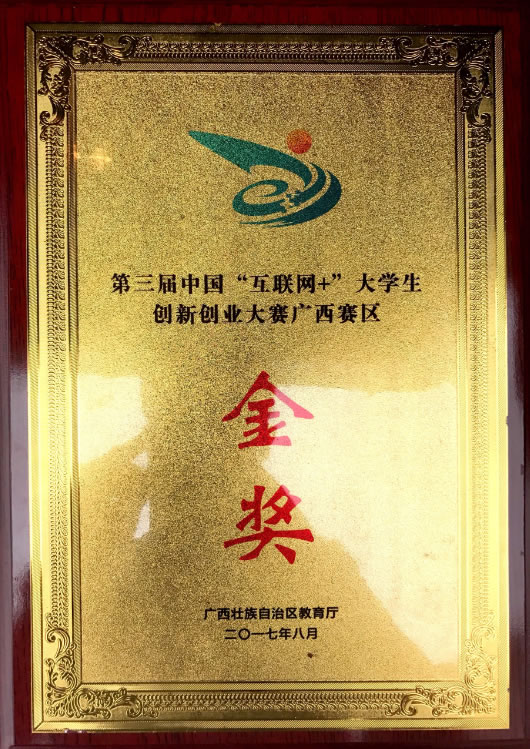 第三届中国“互联网+”大学生
创新创业大赛广西赛区
金
奖
广西壮族自治区教育厅
二〇一七年八月